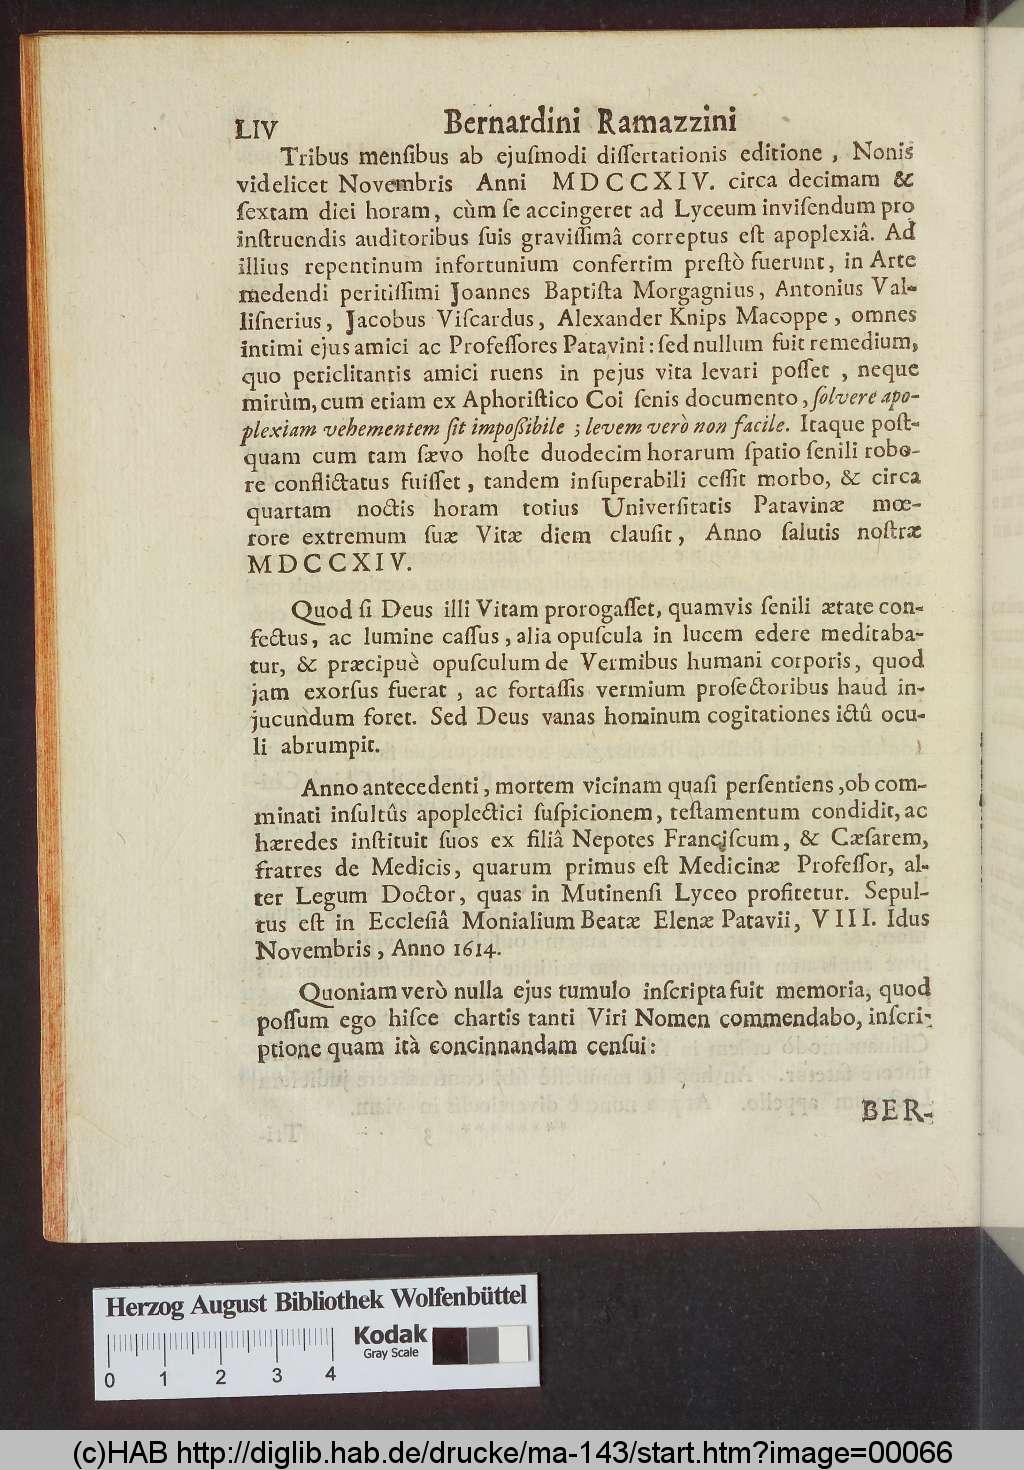 LIV Bernardini Ramazzini
Tribus menſibus ab ejuſmodi diſſertationis editione, Nonis
videlicet Novembris Anni MDCCXIV. circa decimam &
ſextam diei horam, cùm ſe accingeret ad Lyceum inviſendum pro
inſtruendis auditoribus ſuis graviſſimâ correptus eſt apoplexiâ. Ad
illius repentinum infortunium confertim preſtò fuerunt, in Arte
medendi peritiſſimi Joannes Baptiſta Morgagnius, Antonius Val-
liſnerius, Jacobus Viſcardus, Alexander Knips Macoppe, omnes
intimi ejus amici ac Profeſſores Patavini: ſed nullum fuit remedium,
quo periclitantis amici ruens in pejus vita levari poſſet, neque
mirùm, cum etiam ex Aphoriſtico Coi ſenis documento, ſolvere apo-
plexiam vehementem ſit impoſſibile; levem verò non facile. Itaque poſt-
quam cum tam ſævo hoſte duodecim horarum ſpatio ſenili robo-
re conflictatus fuiſſet, tandem inſuperabili ceſſit morbo, & circa
quartam noctis horam totius Univerſitatis Patavinæ mœ-
rore extremum ſuæ Vitæ diem clauſit, Anno ſalutis noſtræ
MDCCXIV.
Quod ſi Deus illi Vitam prorogaſſet, quamvis ſenili ætate con-
fectus, ac lumine caſſus, alia opuſcula in lucem edere meditaba-
tur, & præcipuè opuſculum de Vermibus humani corporis, quod
jam exorſus fuerat, ac fortaſſis vermium proſectoribus haud in-
jucundum foret. Sed Deus vanas hominum cogitationes ictû ocu-
li abrumpit.
Anno antecedenti, mortem vicinam quaſi perſentiens, ob com-
minati inſultûs apoplectici ſuſpicionem, teſtamentum condidit, ac
hæredes inſtituit ſuos ex filiâ Nepotes Franciſcum, & Cæſarem,
fratres de Medicis, quarum primus eſt Medicinæ Profeſſor, al-
ter Legum Doctor, quas in Mutinenſi Lyceo profitetur. Sepul-
tus eſt in Eccleſiâ Monialium Beatæ Elenæ Patavii, VIII. Idus
Novembris, Anno 1614.
Quoniam verò nulla ejus tumulo inſcripta fuit memoria, quod
poſſum ego hiſce chartis tanti Viri Nomen commendabo, inſcri-
ptione quam ità concinnandam cenſui:
BER-
Herzog August Bibliothek Wolfenbüttel
Kodak
Gray Scale
0 1 2 3 4
(c)HAB http://diglib.hab.de/drucke/ma-143/start.htm?image=00066